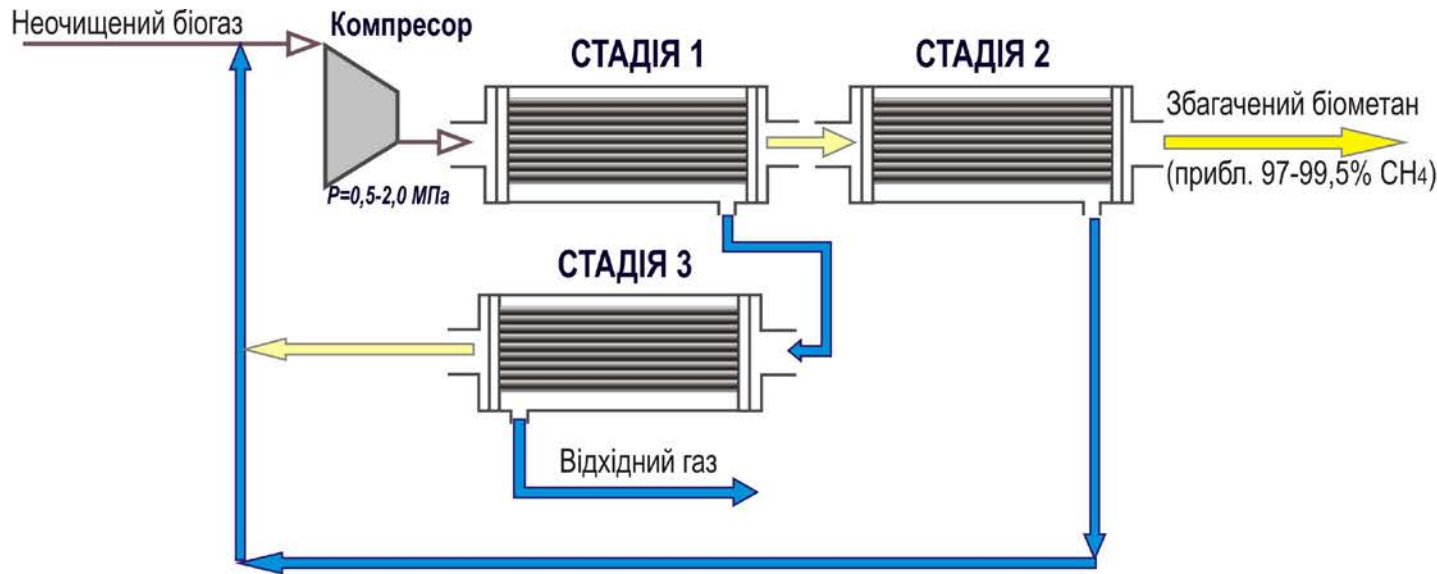 Неочищений біогаз
Компресор
P=0,5-2,0 МПа
СТАДІЯ 1
СТАДІЯ 2
Збагачений біометан
(прибл. 97-99,5% CH4)
СТАДІЯ 3
Відхідний газ